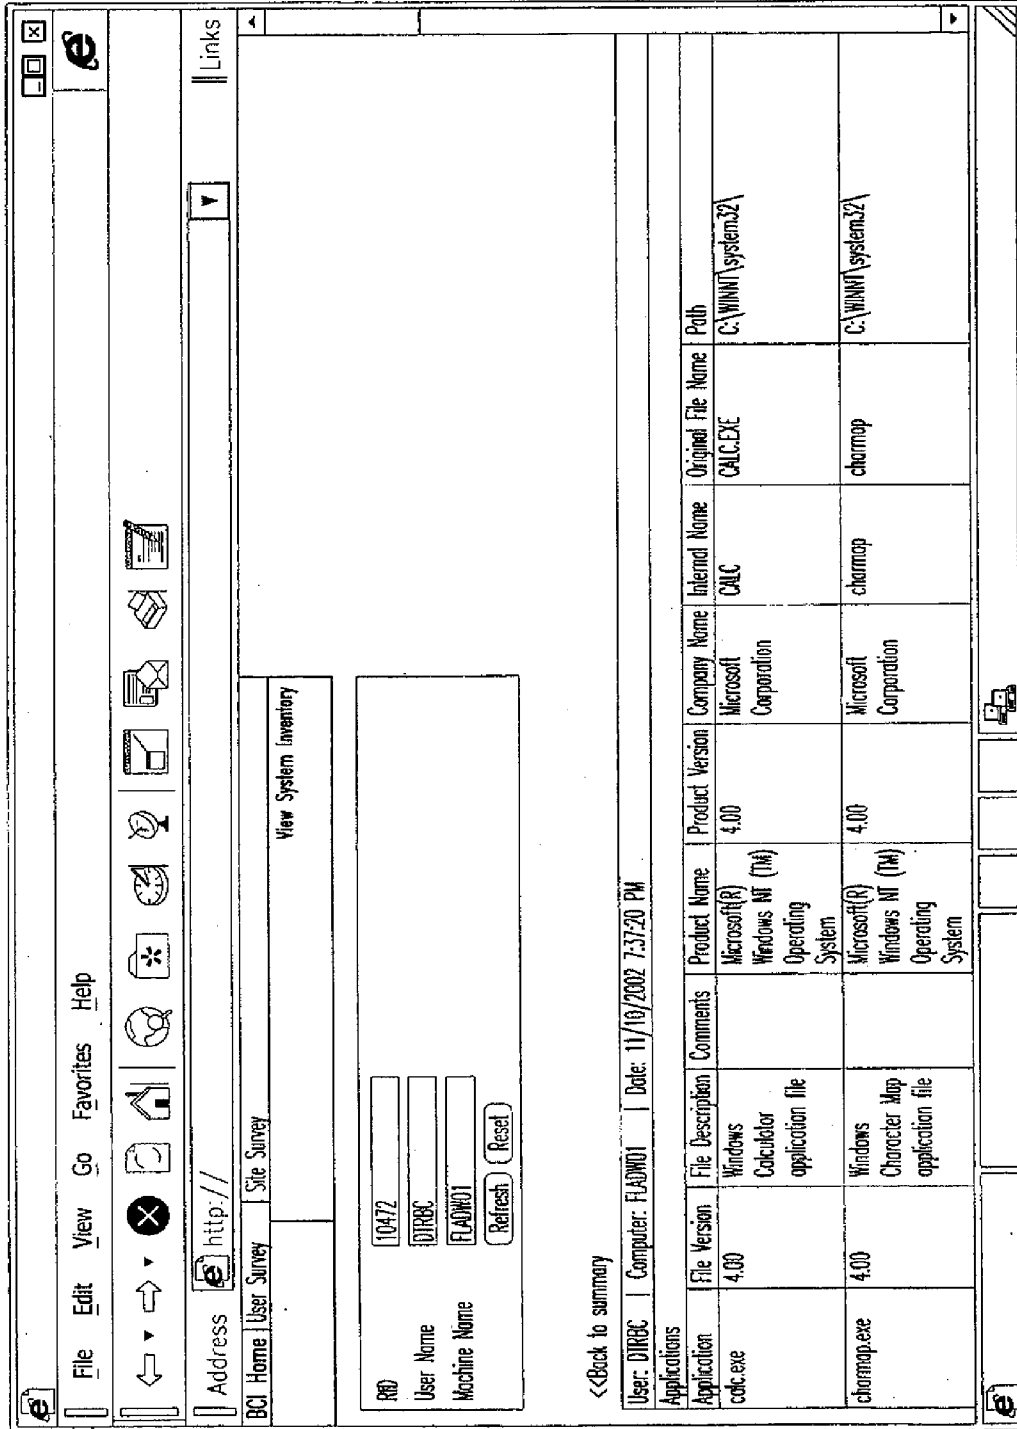 File Edit View Go Favorites Help
Address http:// Links
BCI Home User Survey Site Survey
View System Inventory
10472
User Name DTRBC
Machine Name FLADW01
Refresh Reset
<<Back to summary
User: DTRBC | Computer: FLADW01 | Date: 11/10/2002 7:37:20 PM
Applications
Application File Version File Description Comments Product Name Product Version Company Name Internal Name Original File Name Path
calc.exe 4.00 Windows Calculator application file Microsoft(R) Windows NT (TM) Operating System 4.00 Microsoft Corporation CALC CALC.EXE C:\WINNT\system32\
charmap.exe 4.00 Windows Character Map application file Microsoft(R) Windows NT (TM) Operating System 4.00 Microsoft Corporation charmap charmap C:\WINNT\system32\